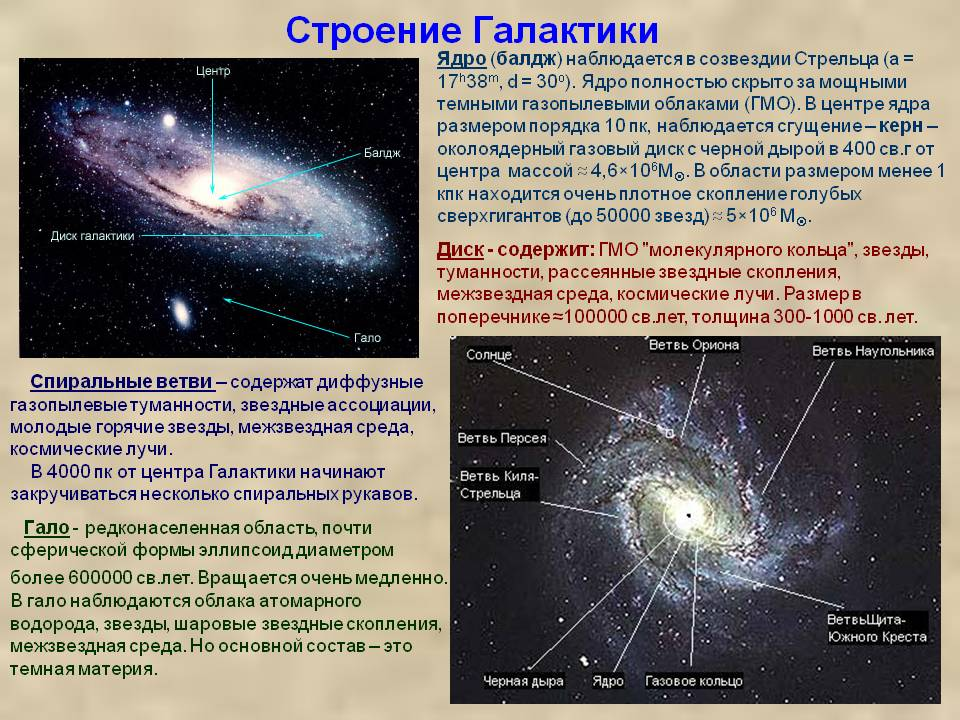 Строение Галактики
Центр
Балдж
Диск галактики
Гало
Ядро (балдж) наблюдается в созвездии Стрельца (a =
17ʰ38ᵐ, d = 30º). Ядро полностью скрыто за мощными
темными газопылевыми облаками (ГМО). В центре ядра
размером порядка 10 пк, наблюдается сгущение – керн –
околоядерный газовый диск с черной дырой в 400 св.г от
центра массой ≈ 4,6×10⁶М⊙. В области размером менее 1
кпк находится очень плотное скопление голубых
сверхгигантов (до 50000 звезд) ≈ 5×10⁶ М⊙.
Диск - содержит: ГМО "молекулярного кольца", звезды,
туманности, рассеянные звездные скопления,
межзвездная среда, космические лучи. Размер в
поперечнике ≈100000 св.лет, толщина 300-1000 св. лет.
Спиральные ветви – содержат диффузные
газопылевые туманности, звездные ассоциации,
молодые горячие звезды, межзвездная среда,
космические лучи.
В 4000 пк от центра Галактики начинают
закручиваться несколько спиральных рукавов.
Гало - редконаселенная область, почти
сферической формы эллипсоид диаметром
более 600000 св.лет. Вращается очень медленно.
В гало наблюдаются облака атомарного
водорода, звезды, шаровые звездные скопления,
межзвездная среда. Но основной состав – это
темная материя.
Солнце
Ветвь Ориона
Ветвь Наугольника
Ветвь Персея
Ветвь Киля-
Стрельца
ВетвьЩита-
Южного Креста
Черная дыра
Ядро
Газовое кольцо